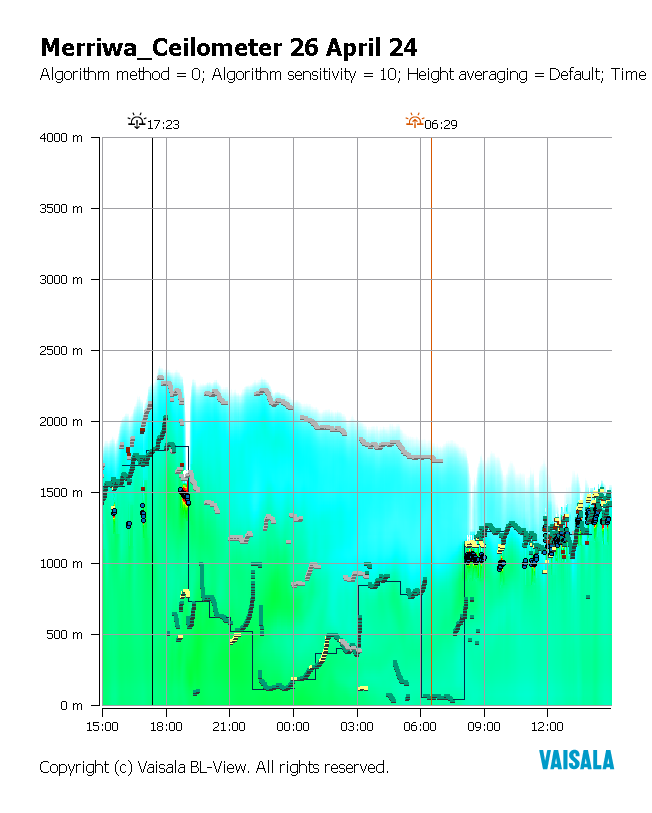 Merriwa_Ceilometer 26 April 24
Algorithm method = 0; Algorithm sensitivity = 10; Height averaging = Default; Time
17:23 06:29
4000 m
3500 m
3000 m
2500 m
2000 m
1500 m
1000 m
500 m
0 m
15:00 18:00 21:00 00:00 03:00 06:00 09:00 12:00
VAISALA
Copyright (c) Vaisala BL-View. All rights reserved.